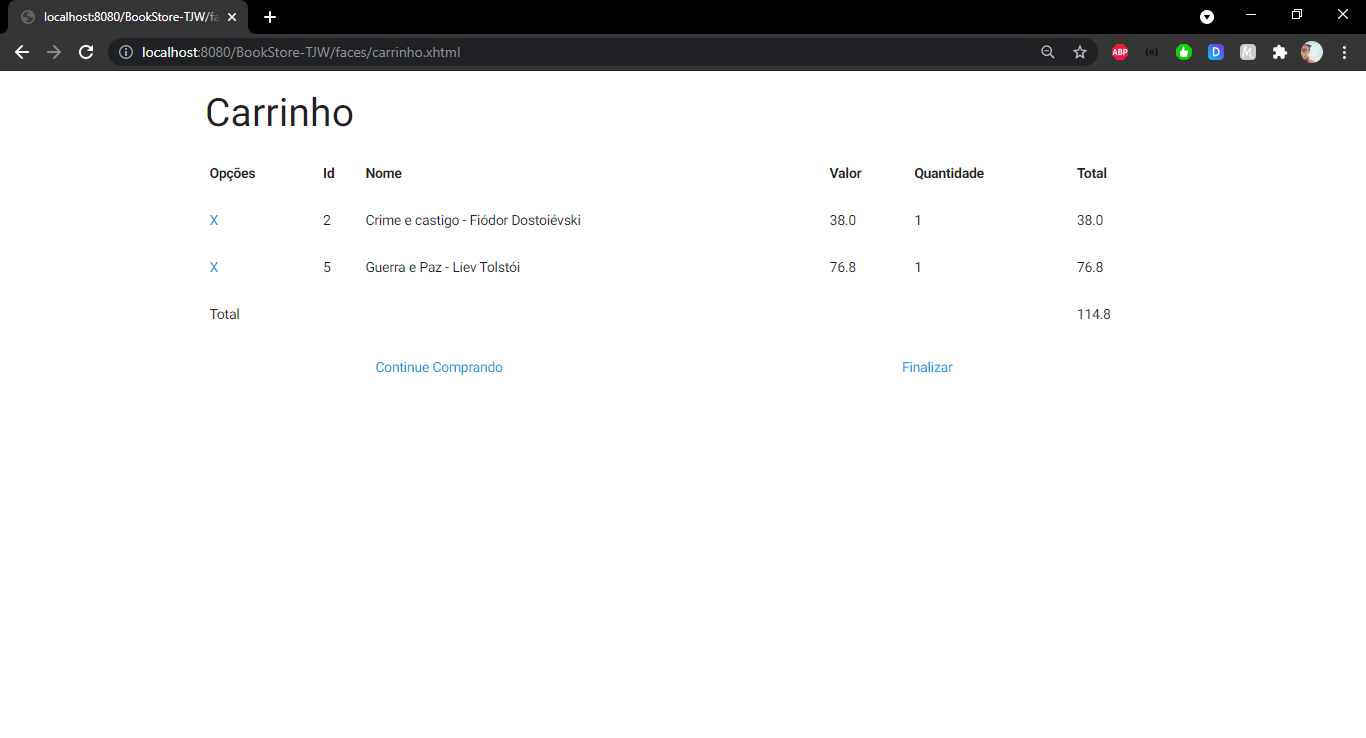 localhost:8080/BookStore-TJW/fa
localhost:8080/BookStore-TJW/faces/carrinho.xhtml
ABP
D
M
Carrinho
Opções Id Nome Valor Quantidade Total
X 2 Crime e castigo - Fiódor Dostoiévski 38.0 1 38.0
X 5 Guerra e Paz - Liev Tolstói 76.8 1 76.8
Total 114.8
Continue Comprando Finalizar